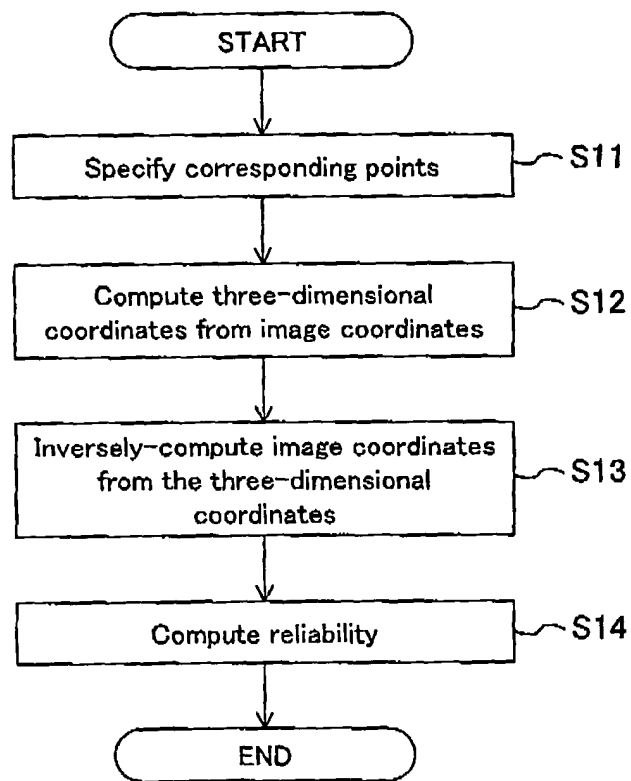 START
Specify corresponding points
S11
Compute three-dimensional
coordinates from image coordinates
S12
Inversely-compute image coordinates
from the three-dimensional
coordinates
S13
Compute reliability
S14
END